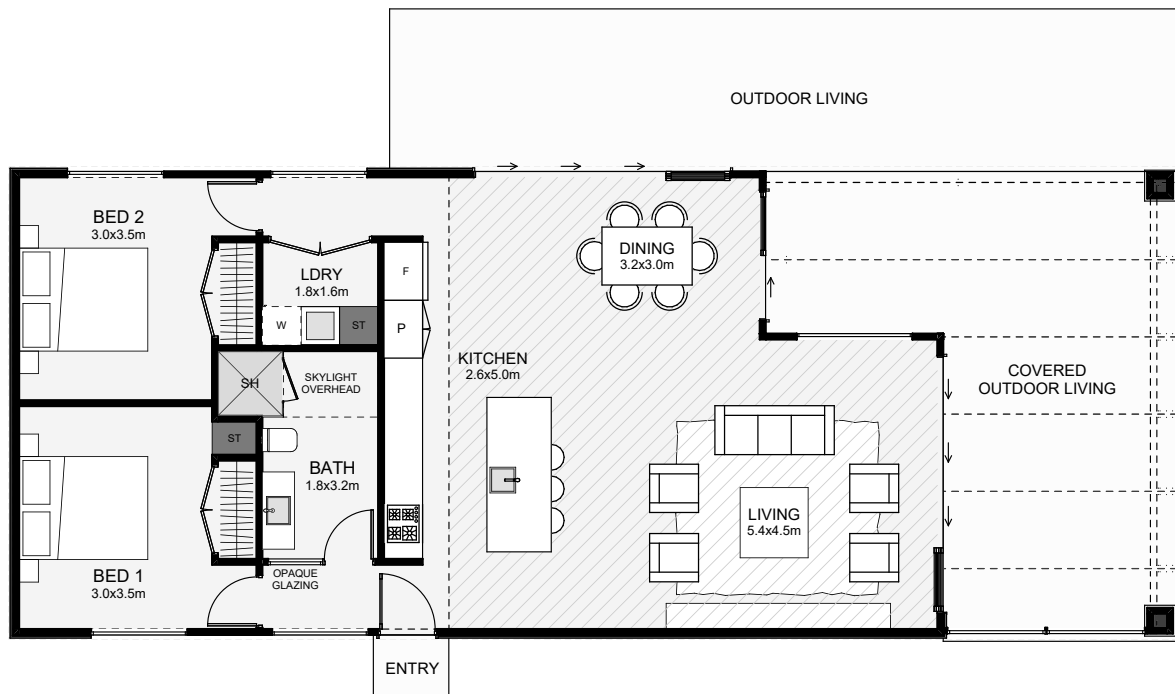 OUTDOOR LIVING
BED 2
3.0x3.5m
LDRY
1.8x1.6m
W
ST
F
P
DINING
3.2x3.0m
KITCHEN
2.6x5.0m
SH
SKYLIGHT
OVERHEAD
COVERED
OUTDOOR LIVING
ST
BATH
1.8x3.2m
LIVING
5.4x4.5m
BED 1
3.0x3.5m
OPAQUE
GLAZING
ENTRY